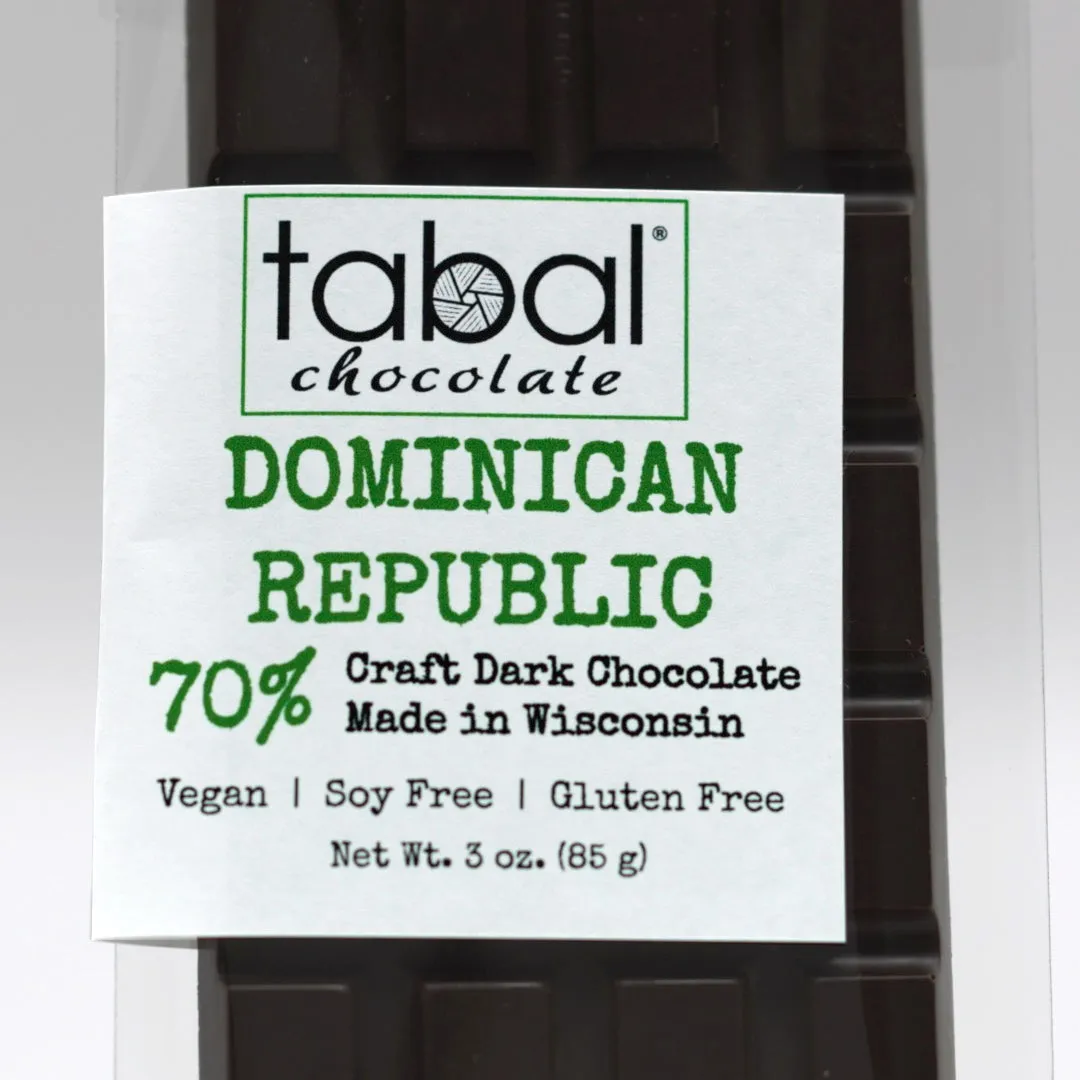 tabal®
chocolate
DOMINICAN
REPUBLIC
70% Craft Dark Chocolate
Made in Wisconsin
Vegan | Soy Free | Gluten Free
Net Wt. 3 oz. (85 g)